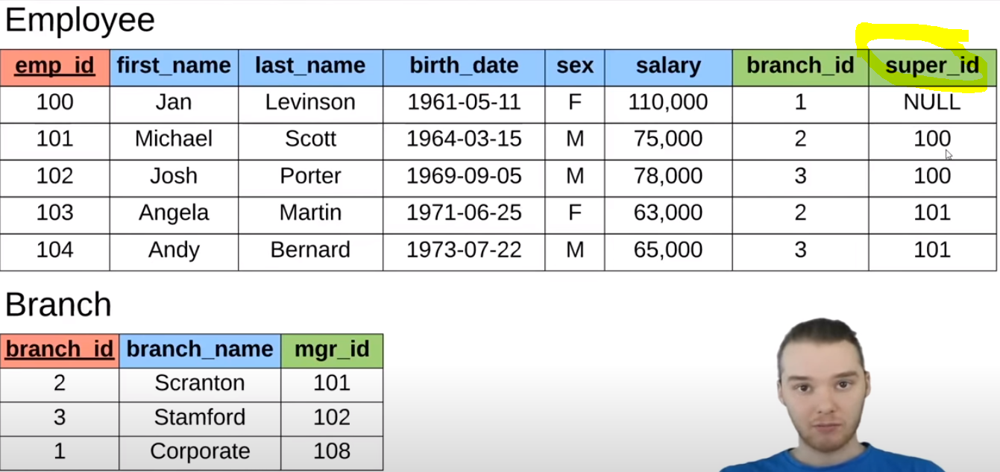 Employee
emp_id first_name last_name birth_date sex salary branch_id super_id
100 Jan Levinson 1961-05-11 F 110,000 1 NULL
101 Michael Scott 1964-03-15 M 75,000 2 100
102 Josh Porter 1969-09-05 M 78,000 3 100
103 Angela Martin 1971-06-25 F 63,000 2 101
104 Andy Bernard 1973-07-22 M 65,000 3 101
Branch
branch_id branch_name mgr_id
2 Scranton 101
3 Stamford 102
1 Corporate 108